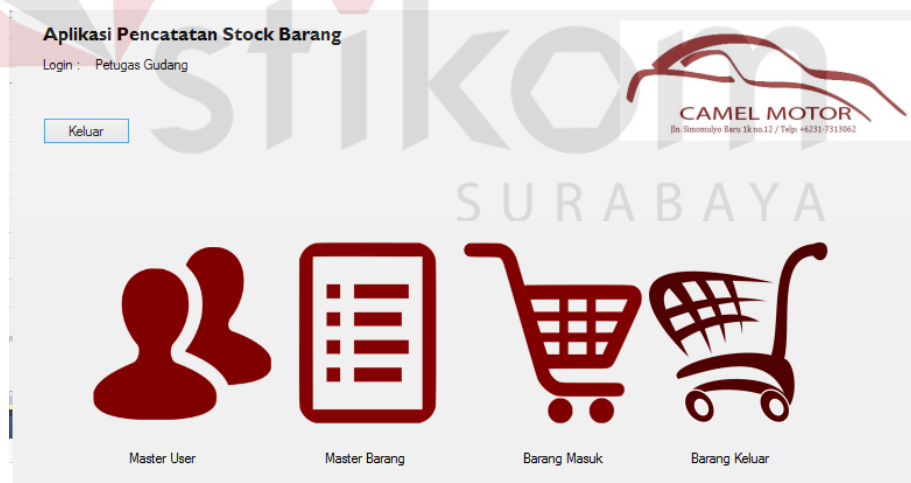 Aplikasi Pencatatan Stock Barang
Login : Petugas Gudang
Keluar
CAMEL MOTOR
Jln. Simomulyo Baru 1k no.12 / Telp: +6231-7313062
stikom
SURABAYA
Master User
Master Barang
Barang Masuk
Barang Keluar